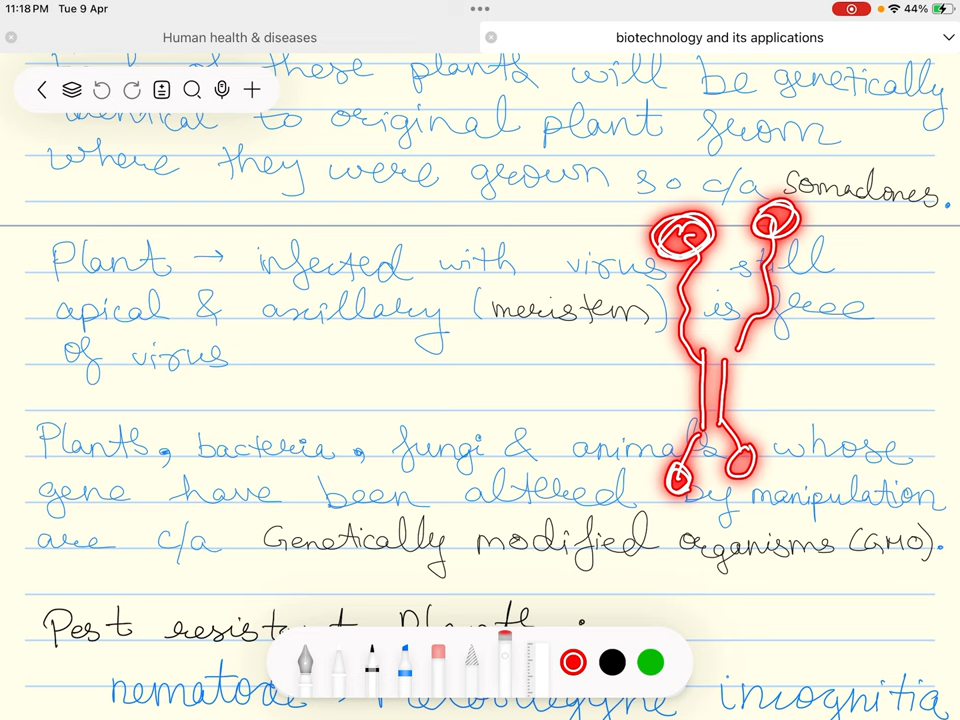 11:18 PM Tue 9 Apr 44%
Human health & diseases
biotechnology and its applications
these plants will be genetically
identical to original plant from
where they were grown so c/a somaclones.
Plant → infected with virus still
apical & axillary (meristem) is free
of virus
Plants, bacteria, fungi & animals whose
gene have been altered by manipulation
are c/a Genetically modified organisms (GMO).
Pest resistant Plants :
nematode Meloidegyne incognitia